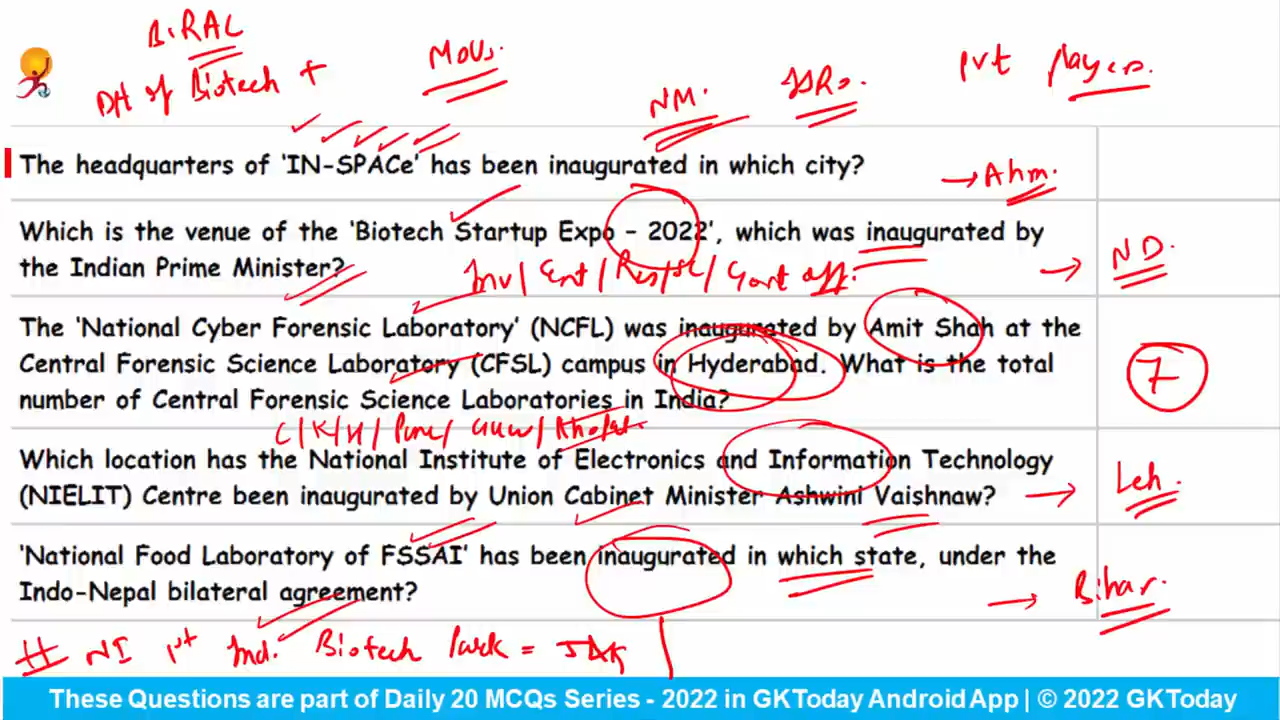 BIRAC
Dpt of Biotech +
MOUs.
NM.
ISRO.
Pvt players.
The headquarters of 'IN-SPACe' has been inaugurated in which city?
→ Ahm.
Which is the venue of the 'Biotech Startup Expo - 2022', which was inaugurated by
the Indian Prime Minister?
Inv/ Ent/ Res/ / Govt off.
→ ND.
The 'National Cyber Forensic Laboratory' (NCFL) was inaugurated by Amit Shah at the
Central Forensic Science Laboratory (CFSL) campus in Hyderabad. What is the total
number of Central Forensic Science Laboratories in India?
7
C/K/H/ Pune/ Guw/ Bhopal.
Which location has the National Institute of Electronics and Information Technology
(NIELIT) Centre been inaugurated by Union Cabinet Minister Ashwini Vaishnaw?
→ Leh.
'National Food Laboratory of FSSAI' has been inaugurated in which state, under the
Indo-Nepal bilateral agreement?
→ Bihar.
# NI 1st Ind. Biotech Park = J&K
These Questions are part of Daily 20 MCQs Series - 2022 in GKToday Android App | © 2022 GKToday